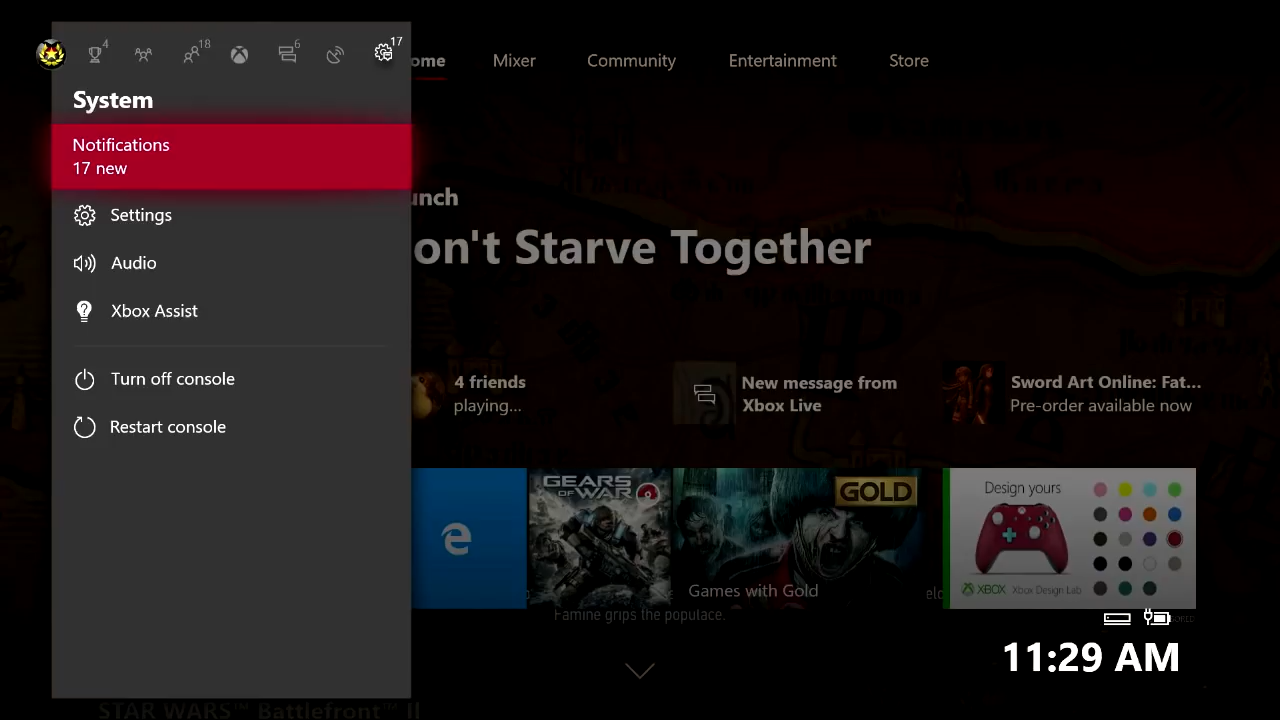 4
18
6
17
ome
Mixer
Community
Entertainment
Store
System
Notifications
17 new
Settings
Audio
Xbox Assist
Turn off console
Restart console
unch
on't Starve Together
4 friends
playing...
New message from
Xbox Live
Sword Art Online: Fat...
Pre-order available now
GEARS
OF WAR
GOLD
Games with Gold
Design yours
XBOX Xbox Design Lab
Famine grips the populace.
11:29 AM
STAR WARS™ Battlefront™ II